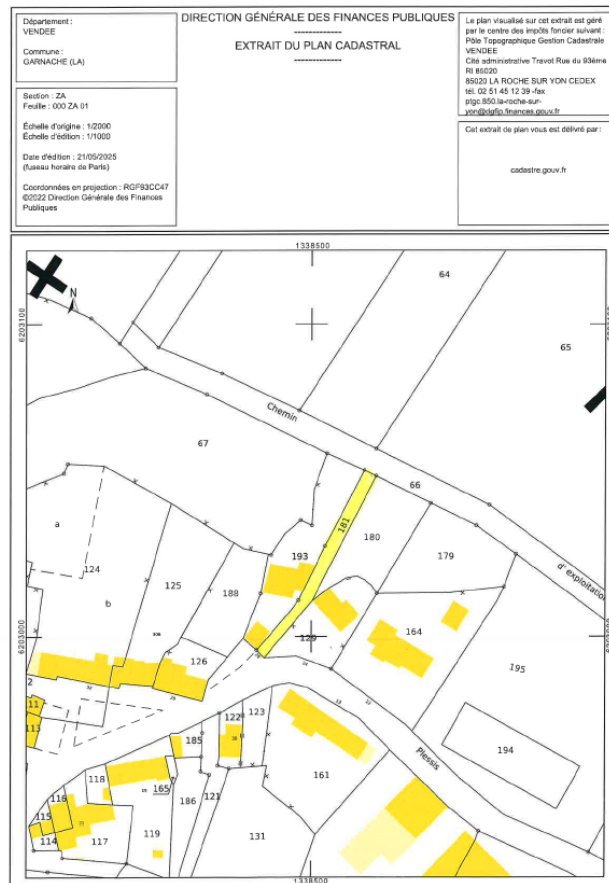 Département :
VENDEE
Commune :
GARNACHE (LA)
Section : ZA
Feuille : 000 ZA 01
Échelle d'origine : 1/2000
Échelle d'édition : 1/1000
Date d'édition : 21/05/2025
(fuseau horaire de Paris)
Coordonnées en projection : RGF93CC47
©2022 Direction Générale des Finances
Publiques
DIRECTION GÉNÉRALE DES FINANCES PUBLIQUES
-------------
EXTRAIT DU PLAN CADASTRAL
-------------
Le plan visualisé sur cet extrait est géré
par le centre des impôts foncier suivant :
Pôle Topographique Gestion Cadastrale
VENDEE
Cité administrative Travot Rue du 93ème
RI 85020
85020 LA ROCHE SUR YON CEDEX
tél. 02 51 45 12 39 -fax
ptgc.850.la-roche-sur-
yon@dgfip.finances.gouv.fr
Cet extrait de plan vous est délivré par :
cadastre.gouv.fr
1338500
N
64
6203100
65
Chemin
67
66
181
180
179
a
193
124
125
d' exploitation
188
b
129
164
6203000
126
195
2
11
113
122
123
Plessis
185
194
118
161
165
116
186
121
115
114
117
119
131
1338500